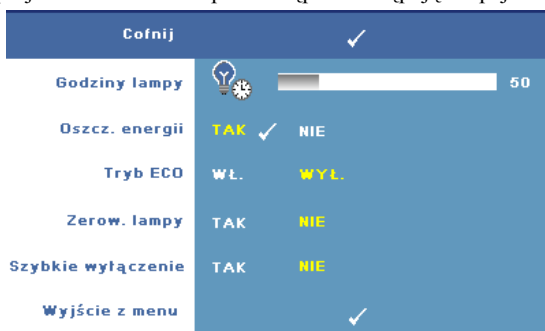 Cofnij
Godziny lampy 50
Oszcz. energii TAK NIE
Tryb ECO WŁ. WYŁ.
Zerow. lampy TAK NIE
Szybkie wyłączenie TAK NIE
Wyjście z menu